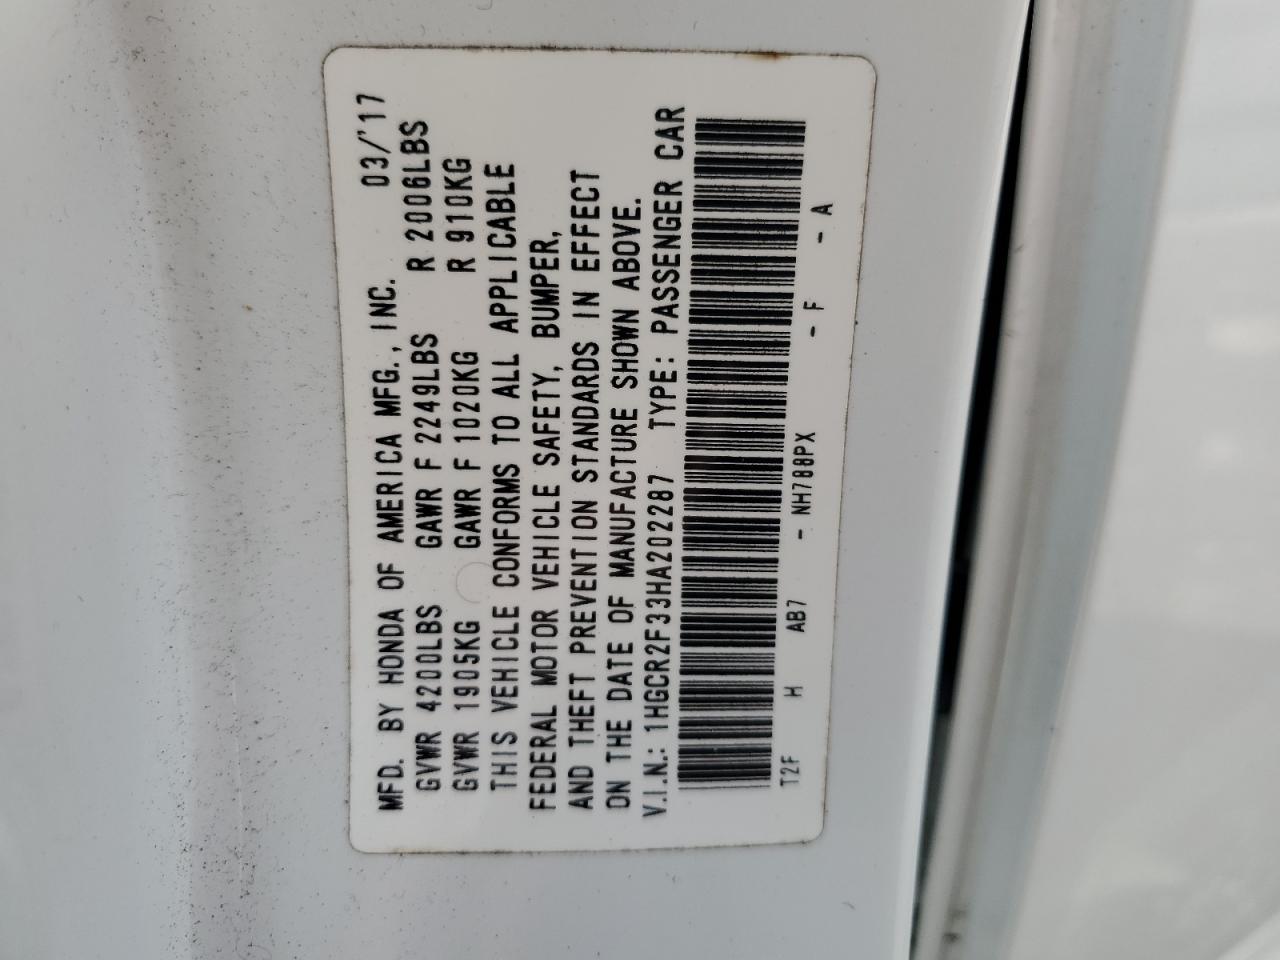 MFD. BY HONDA OF AMERICA MFG., INC. 03/'17
GVWR 4200LBS GAWR F 2249LBS R 2006LBS
GVWR 1905KG GAWR F 1020KG R 910KG
THIS VEHICLE CONFORMS TO ALL APPLICABLE
FEDERAL MOTOR VEHICLE SAFETY, BUMPER,
AND THEFT PREVENTION STANDARDS IN EFFECT
ON THE DATE OF MANUFACTURE SHOWN ABOVE.
V.I.N.: 1HGCR2F33HA202287 TYPE: PASSENGER CAR
T2F H AB7 - NH788PX - F - A